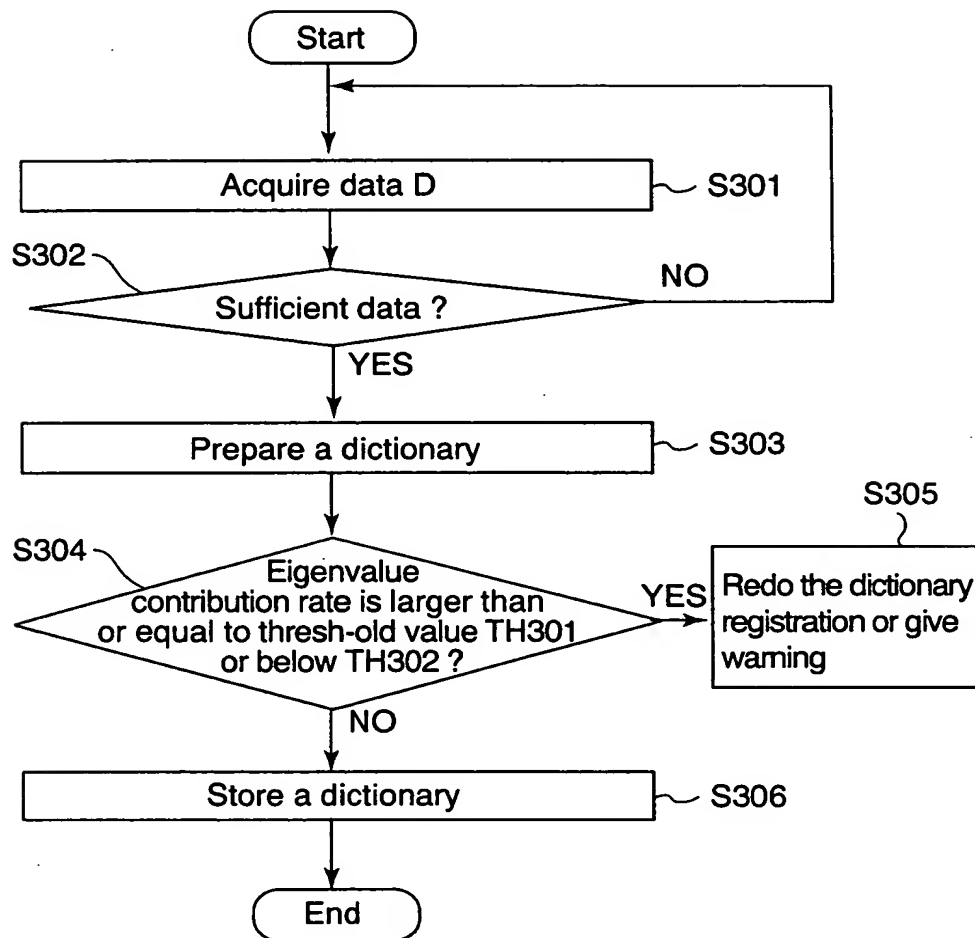 Start
Acquire data D
S301
S302
Sufficient data ?
NO
YES
Prepare a dictionary
S303
S304
Eigenvalue
contribution rate is larger than
or equal to thresh-old value TH301
or below TH302 ?
YES
S305
Redo the dictionary
registration or give
warning
NO
Store a dictionary
S306
End